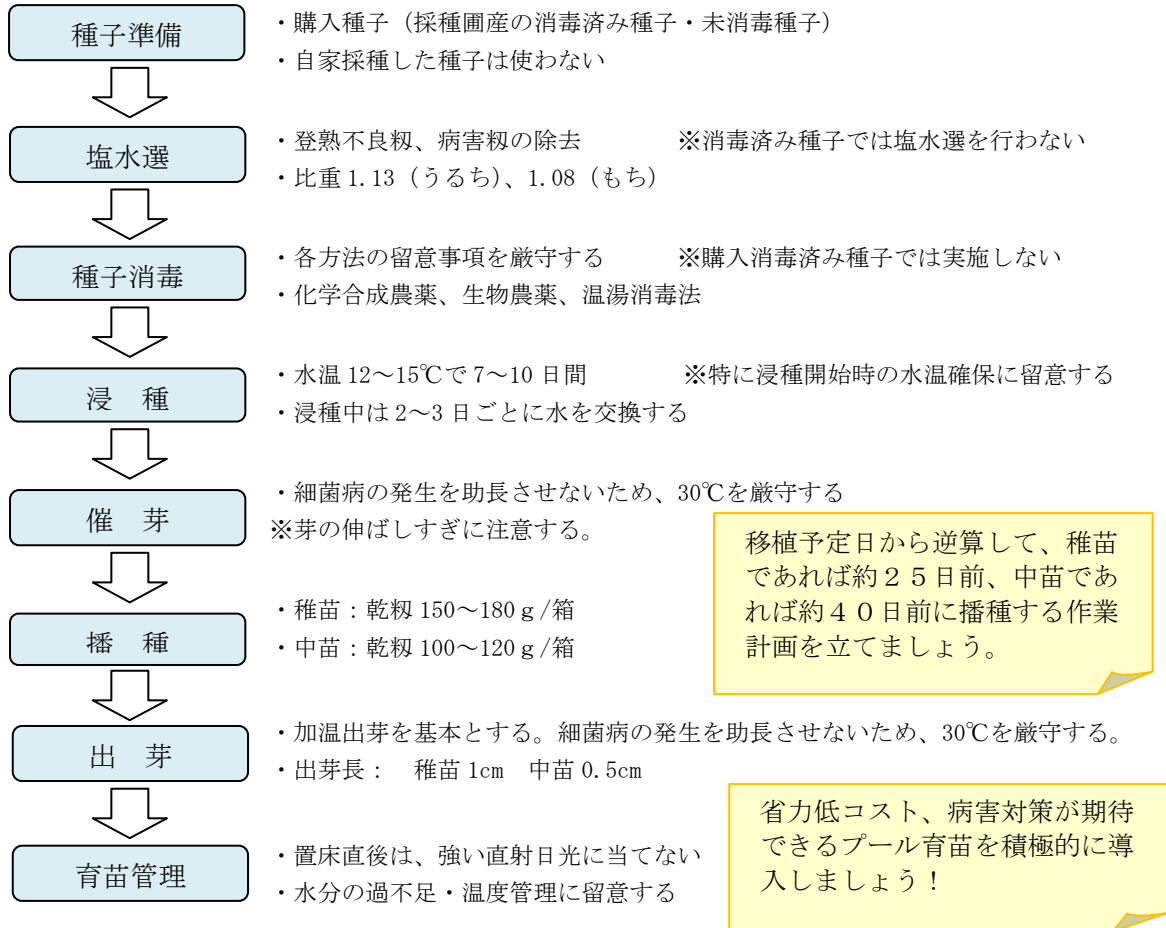 種子準備
・購入種子（採種圃産の消毒済み種子・未消毒種子）
・自家採種した種子は使わない
塩水選
・登熟不良籾、病害籾の除去　　　※消毒済み種子では塩水選を行わない
・比重 1.13（うるち）、1.08（もち）
種子消毒
・各方法の留意事項を厳守する　　　※購入消毒済み種子では実施しない
・化学合成農薬、生物農薬、温湯消毒法
浸　種
・水温 12～15℃で 7～10 日間　　　※特に浸種開始時の水温確保に留意する
・浸種中は 2～3 日ごとに水を交換する
催　芽
・細菌病の発生を助長させないため、30℃を厳守する
※芽の伸ばしすぎに注意する。
移植予定日から逆算して、稚苗
であれば約２５日前、中苗であ
れば約４０日前に播種する作業
計画を立てましょう。
播　種
・稚苗：乾籾 150～180ｇ/箱
・中苗：乾籾 100～120ｇ/箱
出　芽
・加温出芽を基本とする。細菌病の発生を助長させないため、30℃を厳守する。
・出芽長：　稚苗 1cm　中苗 0.5cm
省力低コスト、病害対策が期待
できるプール育苗を積極的に導
入しましょう！
育苗管理
・置床直後は、強い直射日光に当てない
・水分の過不足・温度管理に留意する